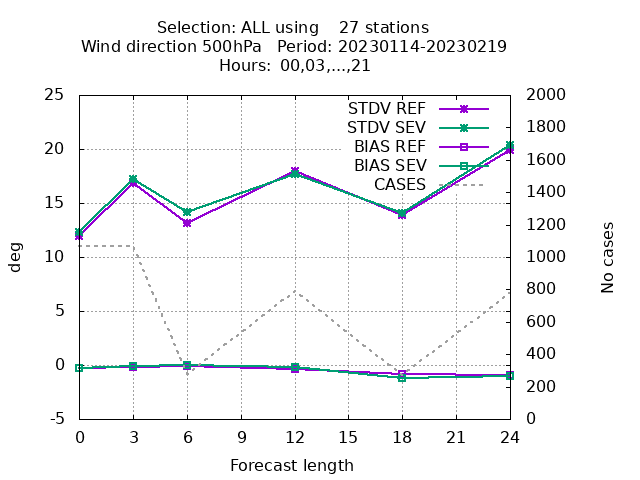 Selection: ALL using    27 stations
Wind direction 500hPa   Period: 20230114-20230219
Hours:  00,03,...,21
25
20
15
10
5
0
-5
deg
STDV REF
STDV SEV
BIAS REF
BIAS SEV
CASES
2000
1800
1600
1400
1200
1000
800
600
400
200
0
No cases
0 3 6 9 12 15 18 21 24
Forecast length